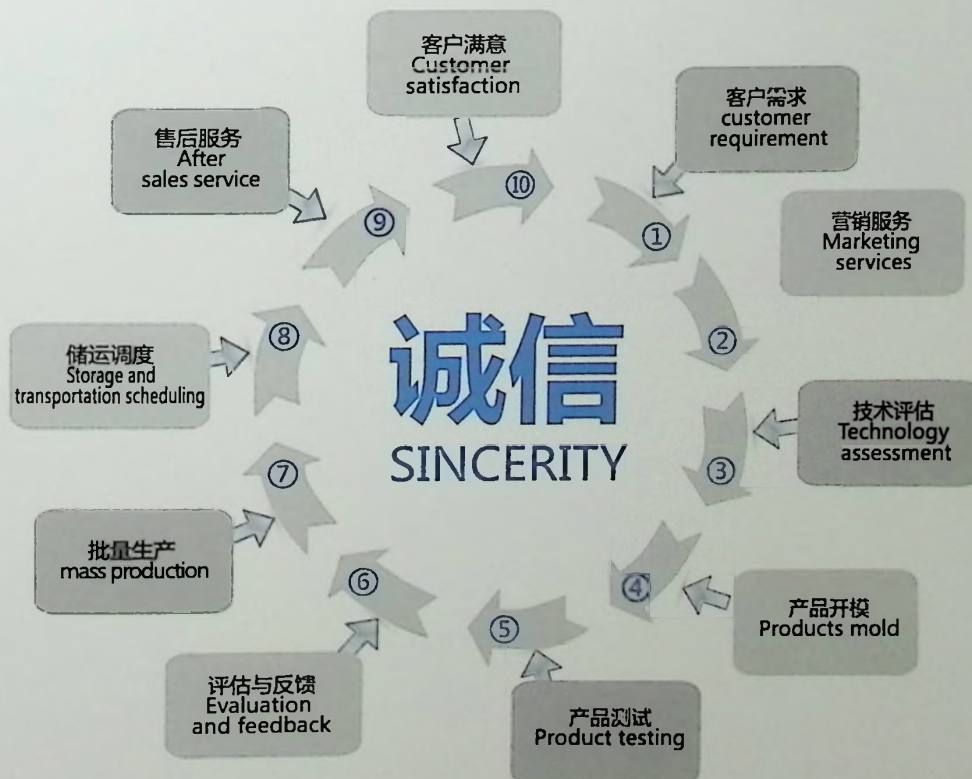 客户满意
Customer
satisfaction
⑩
客户需求
customer
requirement
①
营销服务
Marketing
services
②
技术评估
Technology
assessment
③
产品开模
Products mold
④
产品测试
Product testing
⑤
评估与反馈
Evaluation
and feedback
⑥
批量生产
mass production
⑦
储运调度
Storage and
transportation scheduling
⑧
售后服务
After
sales service
⑨
诚信
SINCERITY